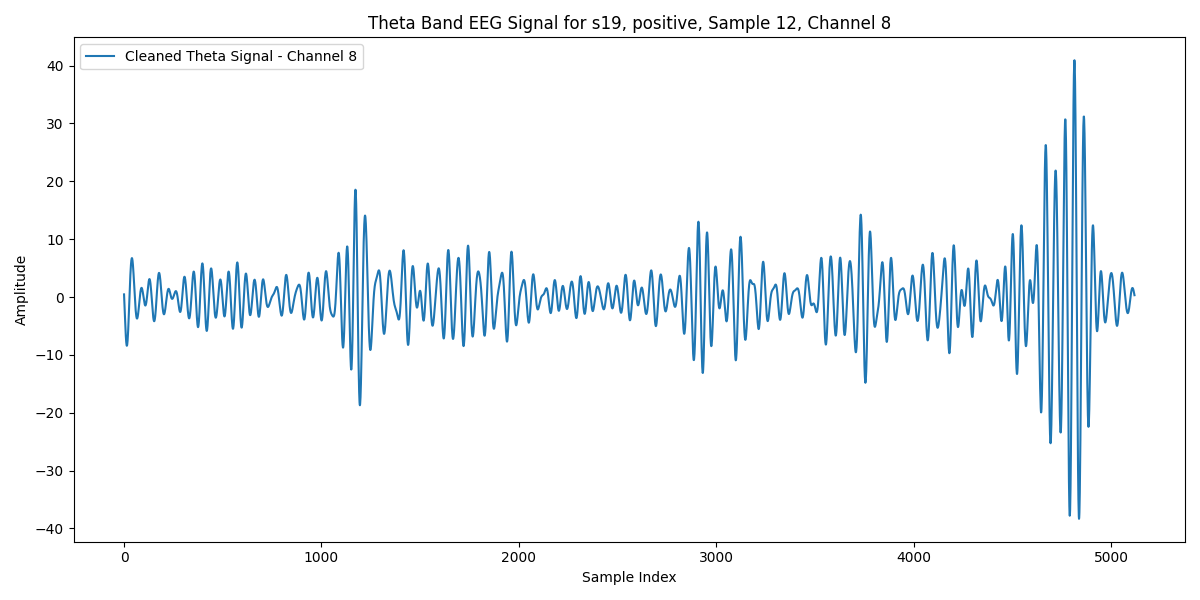 Theta Band EEG Signal for s19, positive, Sample 12, Channel 8
Cleaned Theta Signal - Channel 8
40
30
20
10
0
−10
−20
−30
−40
Amplitude
0 1000 2000 3000 4000 5000
Sample Index